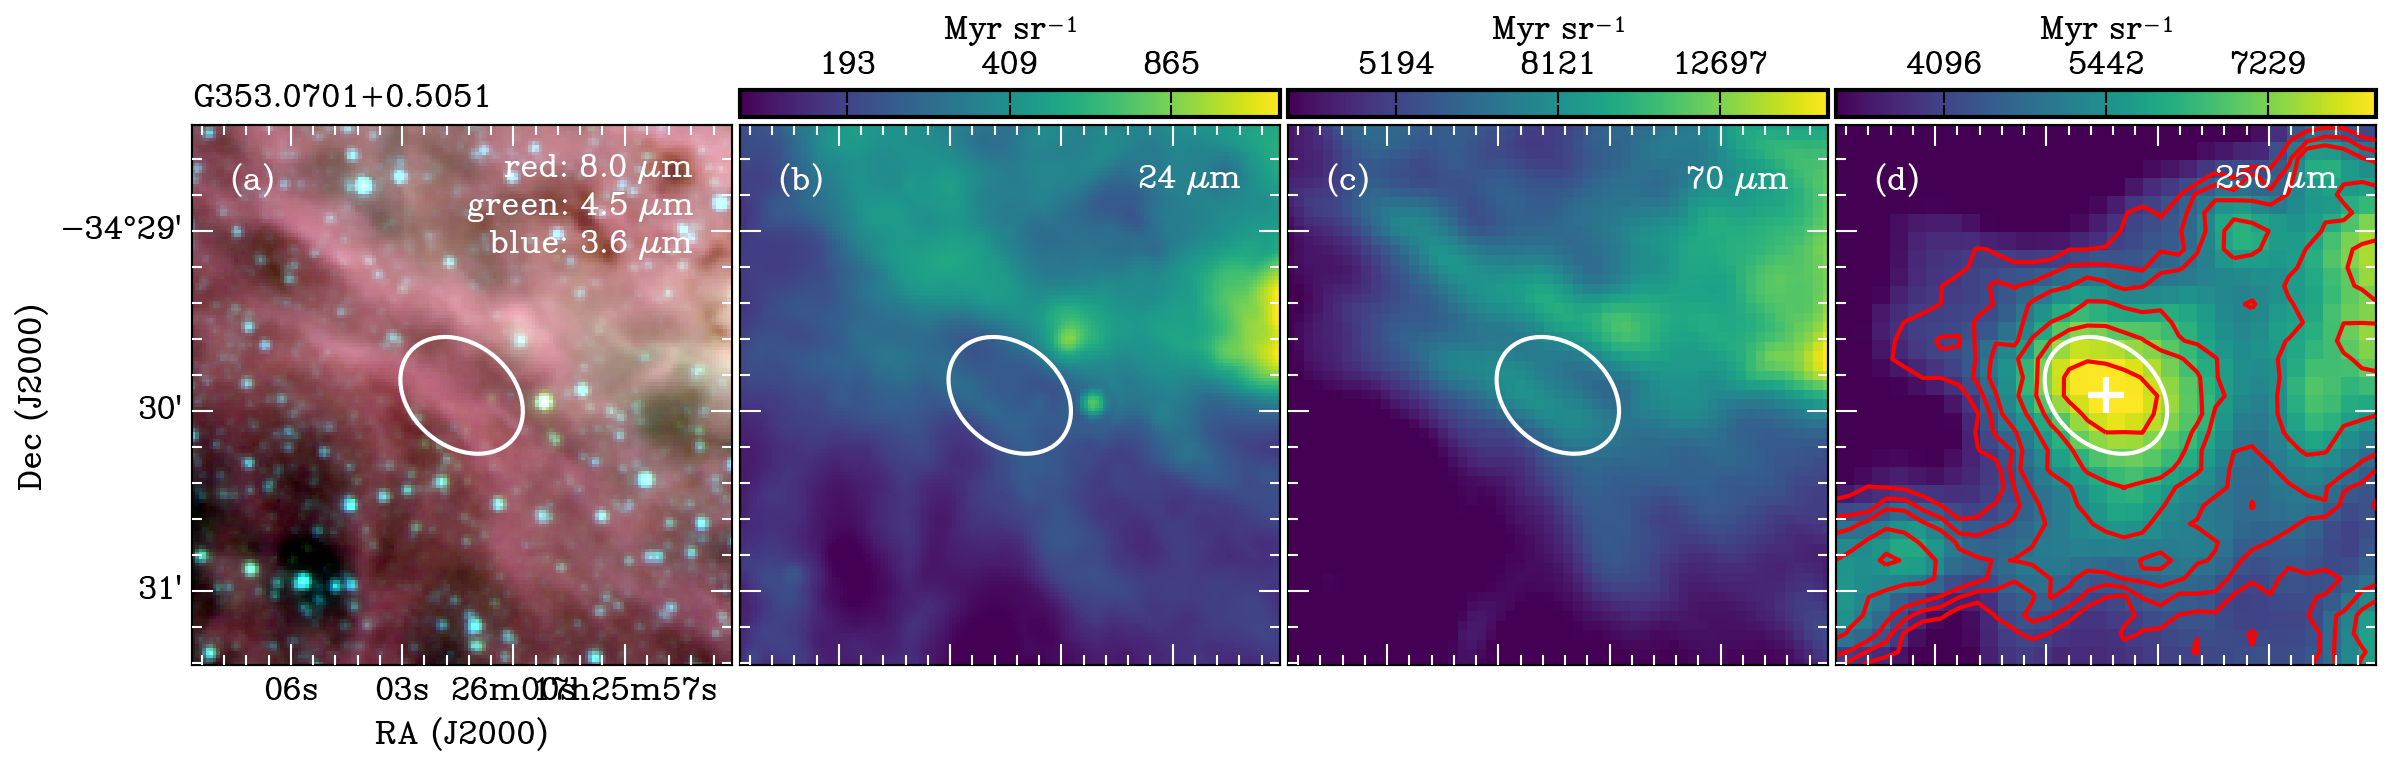 G353.0701+0.5051
Myr sr⁻¹
193 409 865
Myr sr⁻¹
5194 8121 12697
Myr sr⁻¹
4096 5442 7229
(a)
red: 8.0 μm
green: 4.5 μm
blue: 3.6 μm
(b)
24 μm
(c)
70 μm
(d)
250 μm
Dec (J2000)
−34°29'
30'
31'
06s 03s 26m00s 17h25m57s
RA (J2000)